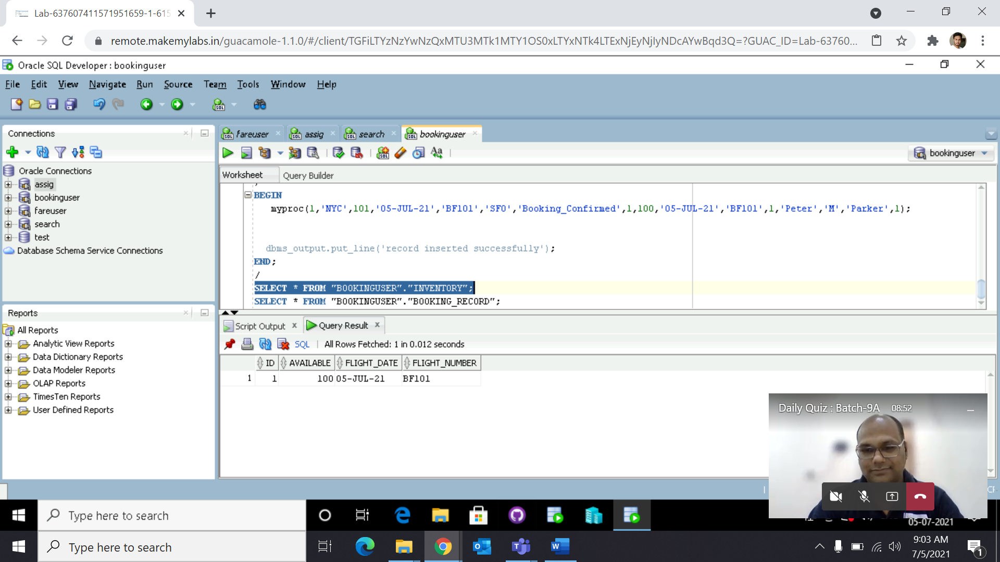 Lab-637607411571951659-1-615
remote.makemylabs.in/guacamole-1.1.0/#/client/TGFiLTYzNzYwNzQxMTU3MTk1MTY1OS0xLTYxNTk4LTExNjEyNjIyNDcAYwBqd3Q=?GUAC_ID=Lab-63760...
Oracle SQL Developer : bookinguser
File Edit View Navigate Run Source Team Tools Window Help
Connections
Oracle Connections
assig
bookinguser
fareuser
search
test
Database Schema Service Connections
Reports
All Reports
Analytic View Reports
Data Dictionary Reports
Data Modeler Reports
OLAP Reports
TimesTen Reports
User Defined Reports
fareuser assig search bookinguser
bookinguser
Worksheet Query Builder
BEGIN
myproc(1,'NYC',101,'05-JUL-21','BF101','SFO','Booking_Confirmed',1,100,'05-JUL-21','BF101',1,'Peter','M','Parker',1);
dbms_output.put_line('record inserted successfully');
END;
/
SELECT * FROM "BOOKINGUSER"."INVENTORY";
SELECT * FROM "BOOKINGUSER"."BOOKING_RECORD";
Script Output x Query Result x
SQL | All Rows Fetched: 1 in 0.012 seconds
ID AVAILABLE FLIGHT_DATE FLIGHT_NUMBER
1 1 100 05-JUL-21 BF101
Daily Quiz : Batch-9A 08:52
Type here to search
05-07-2021
Type here to search
9:03 AM
7/5/2021
1